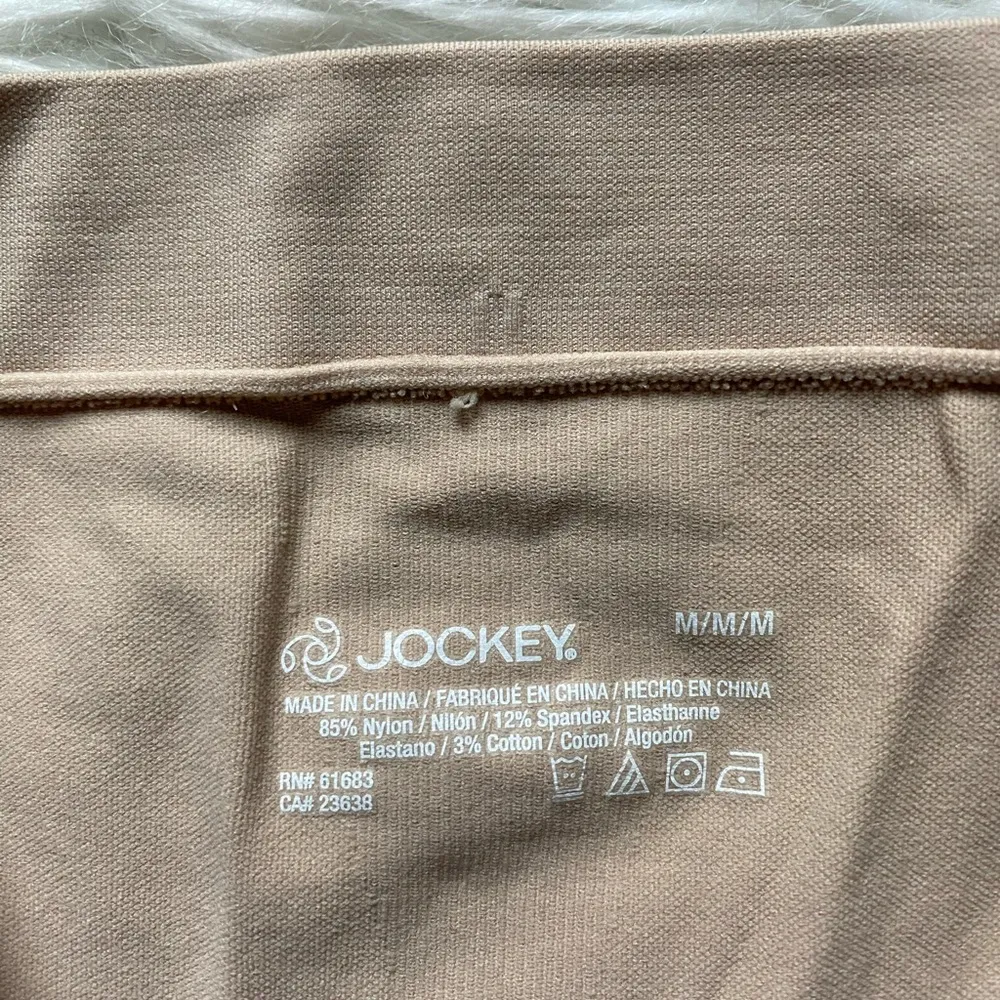 JOCKEY® M/M/M
MADE IN CHINA / FABRIQUÉ EN CHINA / HECHO EN CHINA
85% Nylon / Nilón / 12% Spandex / Elasthanne
Elastano / 3% Cotton / Coton / Algodón
RN# 61683
CA# 23638